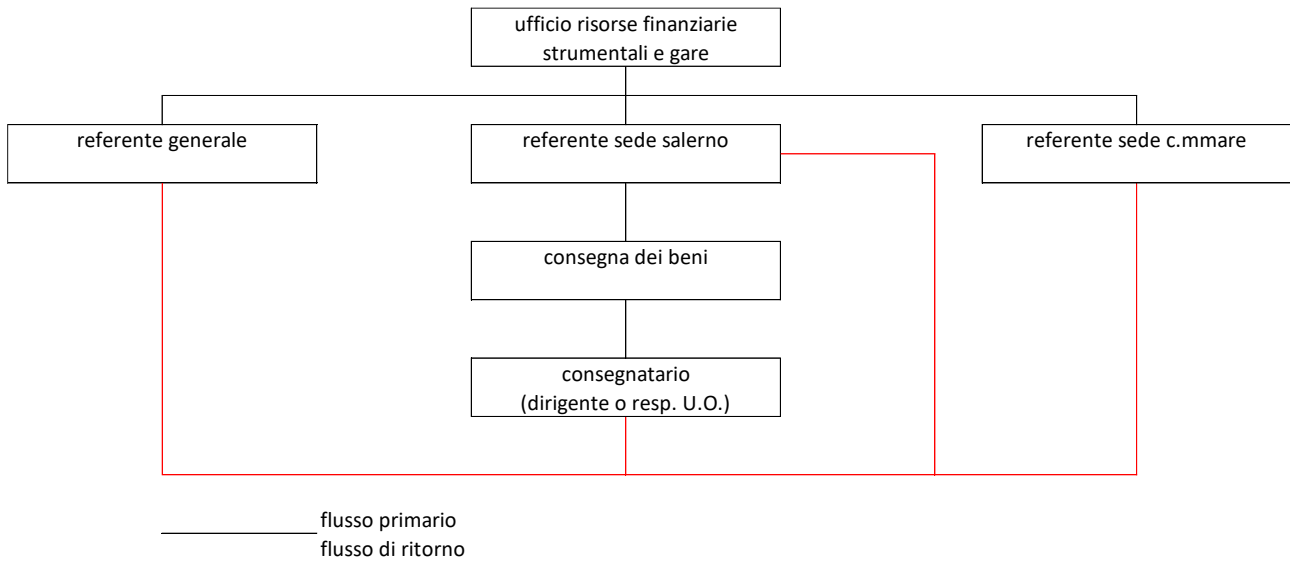 ufficio risorse finanziarie
strumentali e gare
referente generale
referente sede salerno
referente sede c.mmare
consegna dei beni
consegnatario
(dirigente o resp. U.O.)
flusso primario
flusso di ritorno